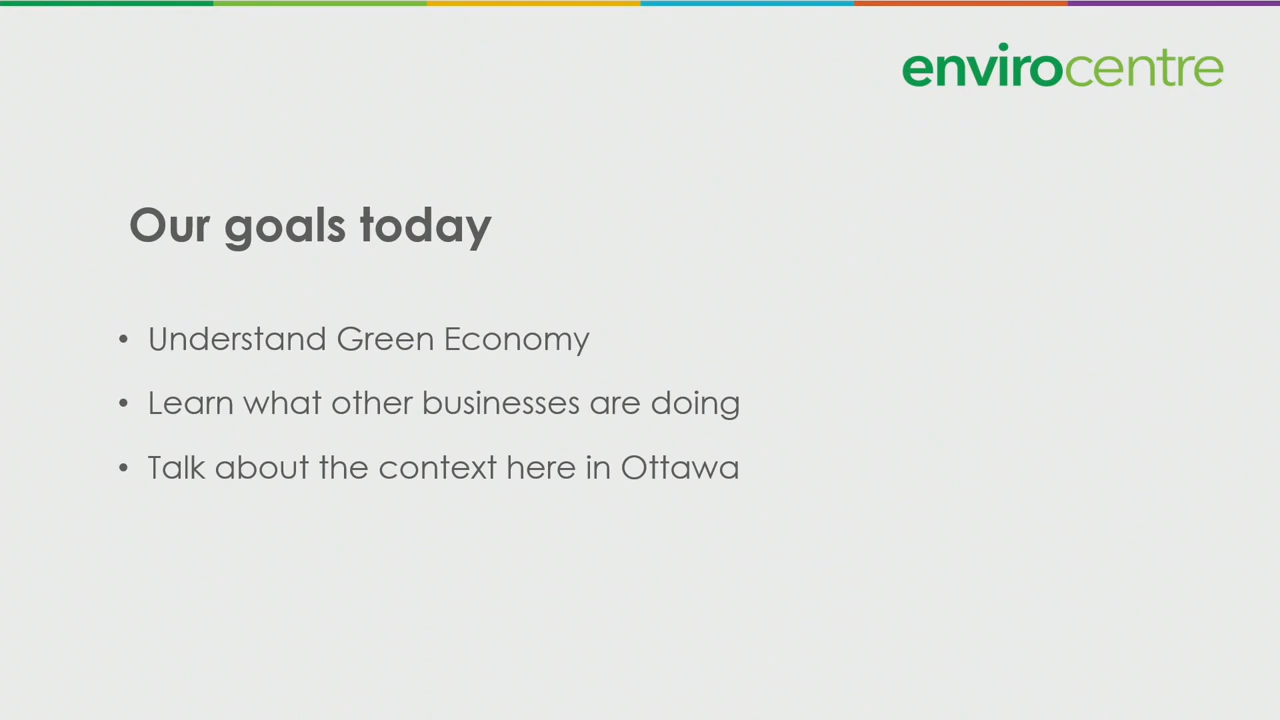 envirocentre
Our goals today
• Understand Green Economy
• Learn what other businesses are doing
• Talk about the context here in Ottawa